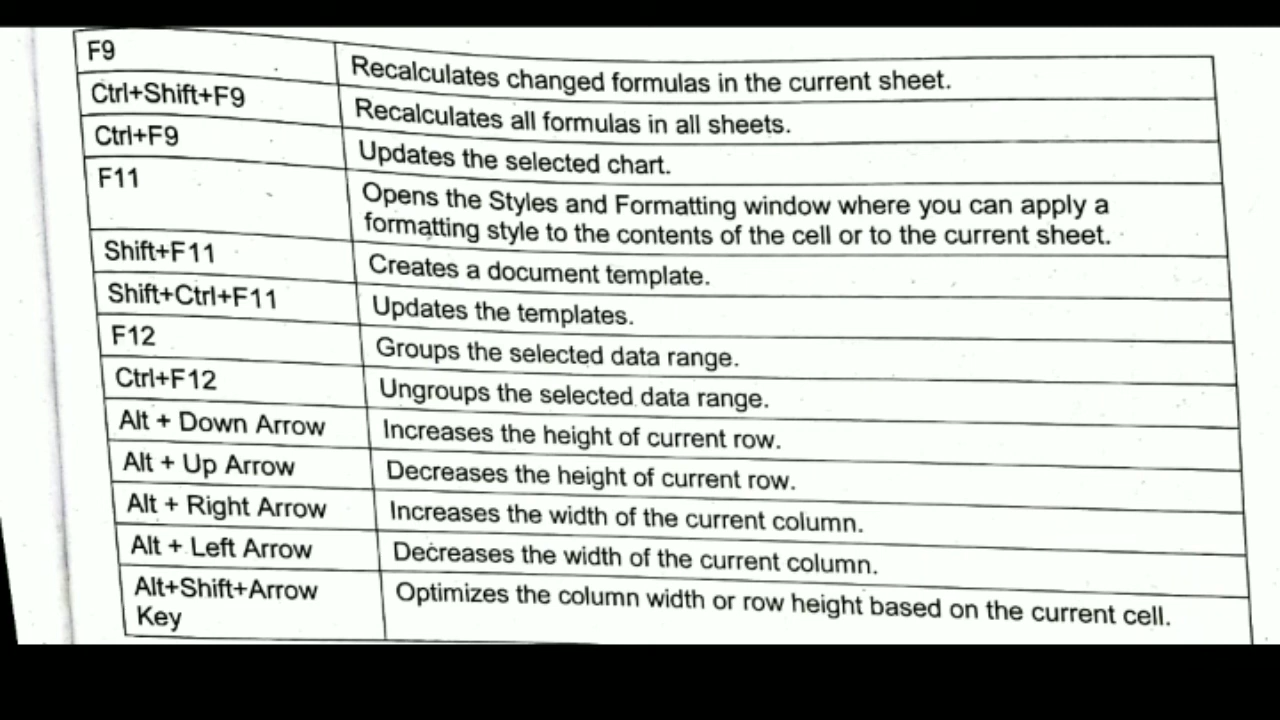 F9
Recalculates changed formulas in the current sheet.
Ctrl+Shift+F9
Recalculates all formulas in all sheets.
Ctrl+F9
Updates the selected chart.
F11
Opens the Styles and Formatting window where you can apply a
formatting style to the contents of the cell or to the current sheet.
Shift+F11
Creates a document template.
Shift+Ctrl+F11
Updates the templates.
F12
Groups the selected data range.
Ctrl+F12
Ungroups the selected data range.
Alt + Down Arrow
Increases the height of current row.
Alt + Up Arrow
Decreases the height of current row.
Alt + Right Arrow
Increases the width of the current column.
Alt + Left Arrow
Decreases the width of the current column.
Alt+Shift+Arrow
Key
Optimizes the column width or row height based on the current cell.